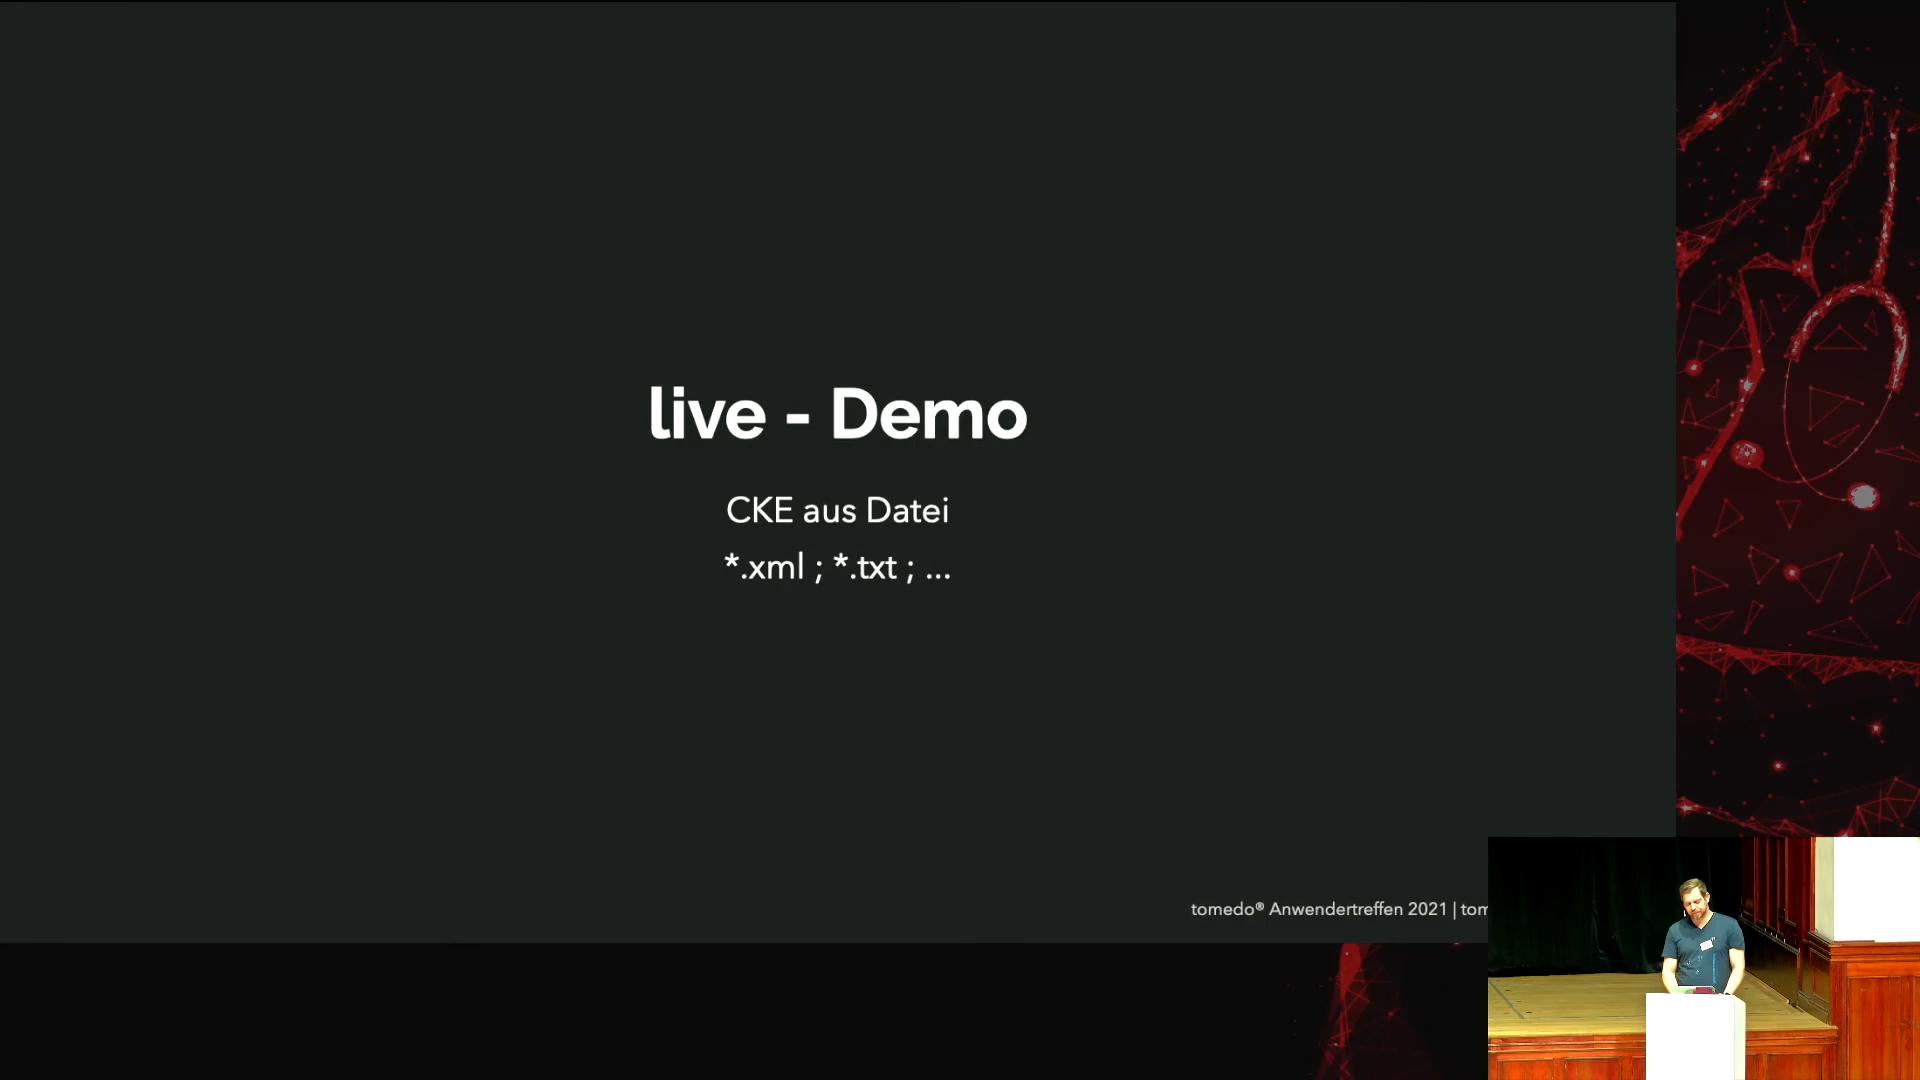 live - Demo
CKE aus Datei
*.xml ; *.txt ; ...
tomedo® Anwendertreffen 2021 |